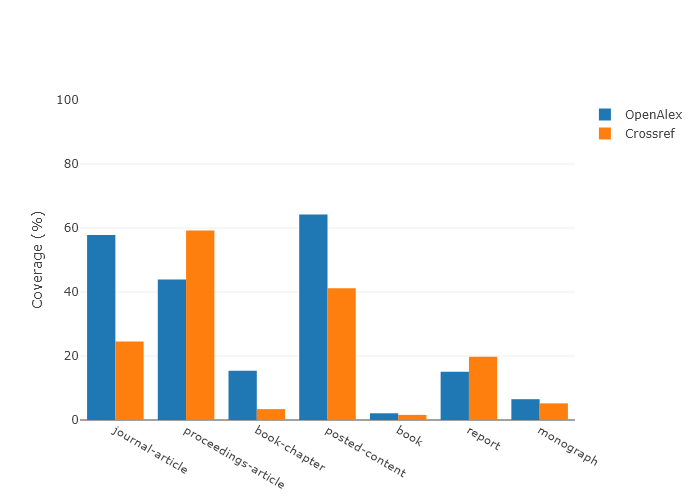 100
80
60
40
20
0
Coverage (%)
OpenAlex
Crossref
journal-article
proceedings-article
book-chapter
posted-content
book
report
monograph